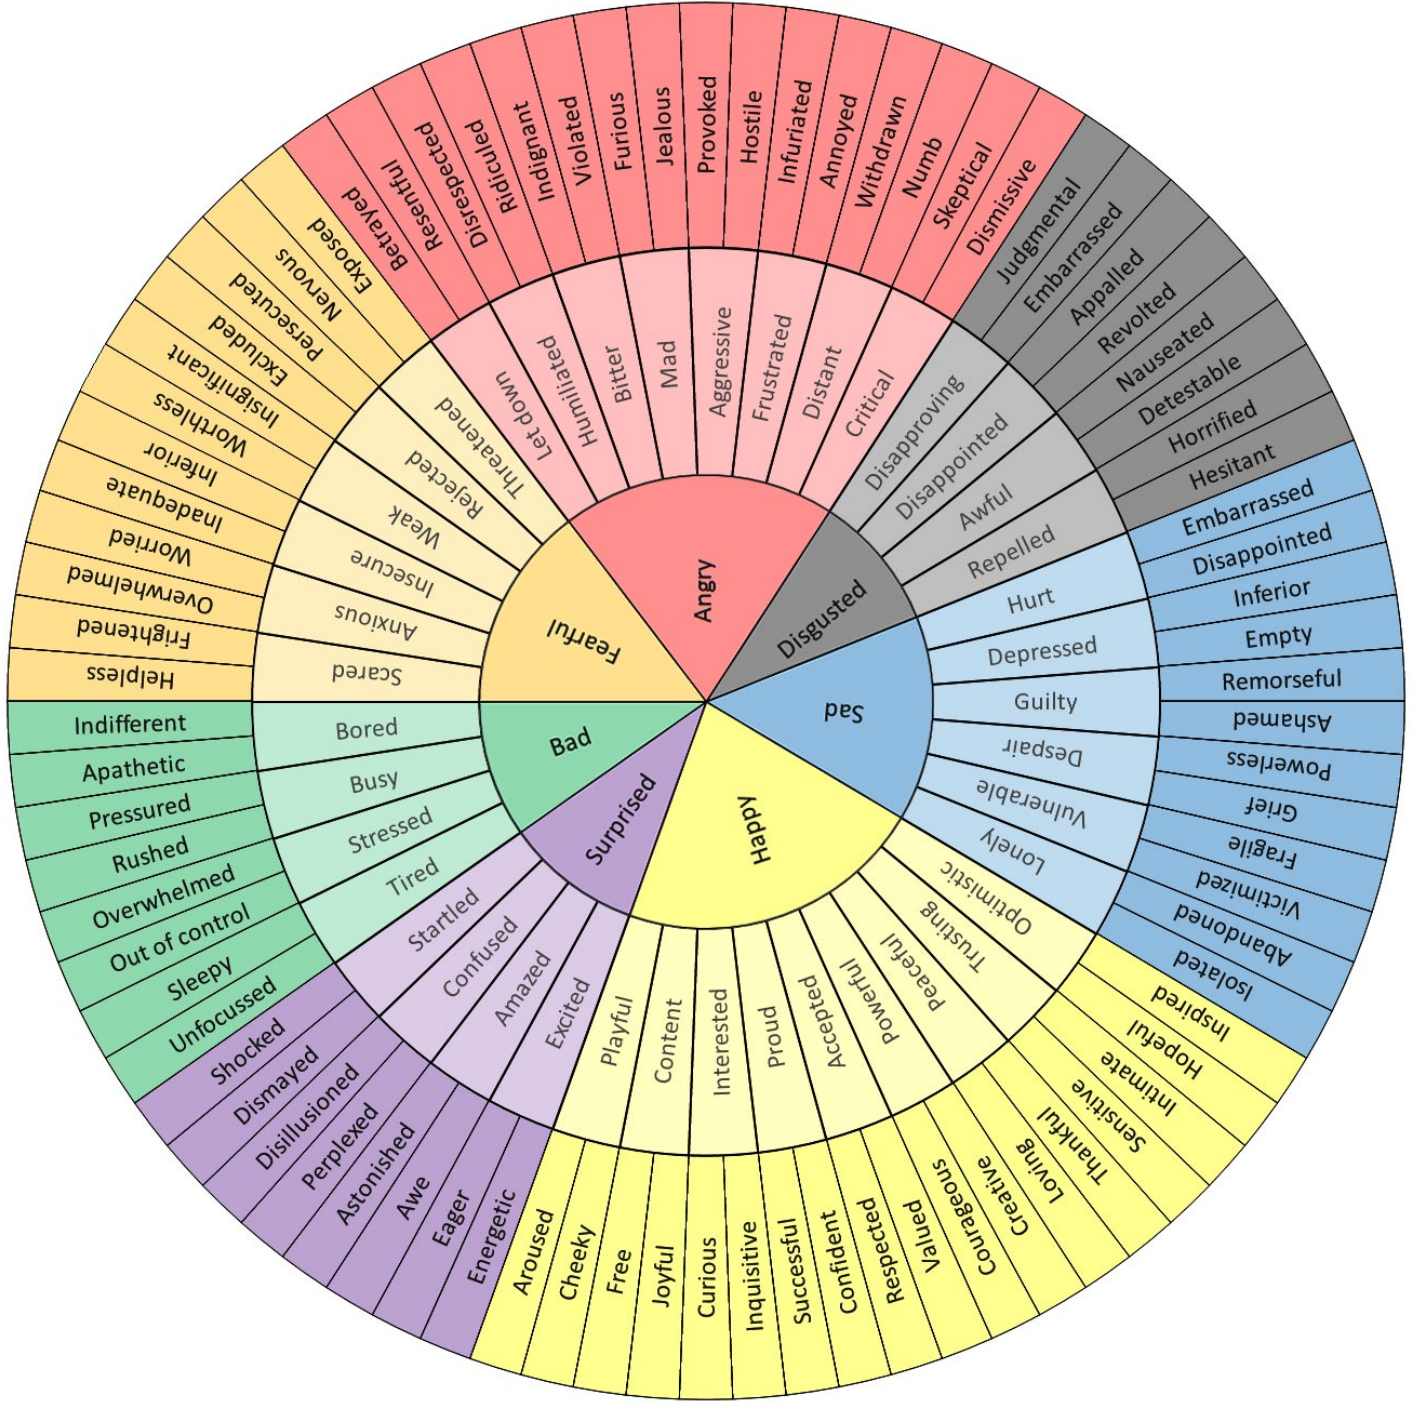 Angry
Disgusted
Sad
Happy
Surprised
Bad
Fearful
Let down
Humiliated
Bitter
Mad
Aggressive
Frustrated
Distant
Critical
Disapproving
Disappointed
Awful
Repelled
Hurt
Depressed
Guilty
Despair
Vulnerable
Lonely
Optimistic
Trusting
Peaceful
Powerful
Accepted
Proud
Interested
Content
Playful
Excited
Amazed
Confused
Startled
Tired
Stressed
Busy
Bored
Scared
Anxious
Insecure
Weak
Rejected
Threatened
Betrayed
Resentful
Disrespected
Ridiculed
Indignant
Violated
Furious
Jealous
Provoked
Hostile
Infuriated
Annoyed
Withdrawn
Numb
Skeptical
Dismissive
Judgmental
Embarrassed
Appalled
Revolted
Nauseated
Detestable
Horrified
Hesitant
Embarrassed
Disappointed
Inferior
Empty
Remorseful
Ashamed
Powerless
Grief
Fragile
Victimized
Abandoned
Isolated
Inspired
Hopeful
Intimate
Sensitive
Thankful
Loving
Creative
Courageous
Valued
Respected
Confident
Successful
Inquisitive
Curious
Joyful
Free
Cheeky
Aroused
Energetic
Eager
Awe
Astonished
Perplexed
Disillusioned
Dismayed
Shocked
Unfocussed
Sleepy
Out of control
Overwhelmed
Rushed
Pressured
Apathetic
Indifferent
Helpless
Frightened
Overwhelmed
Worried
Inadequate
Inferior
Worthless
Insignificant
Excluded
Persecuted
Nervous
Exposed